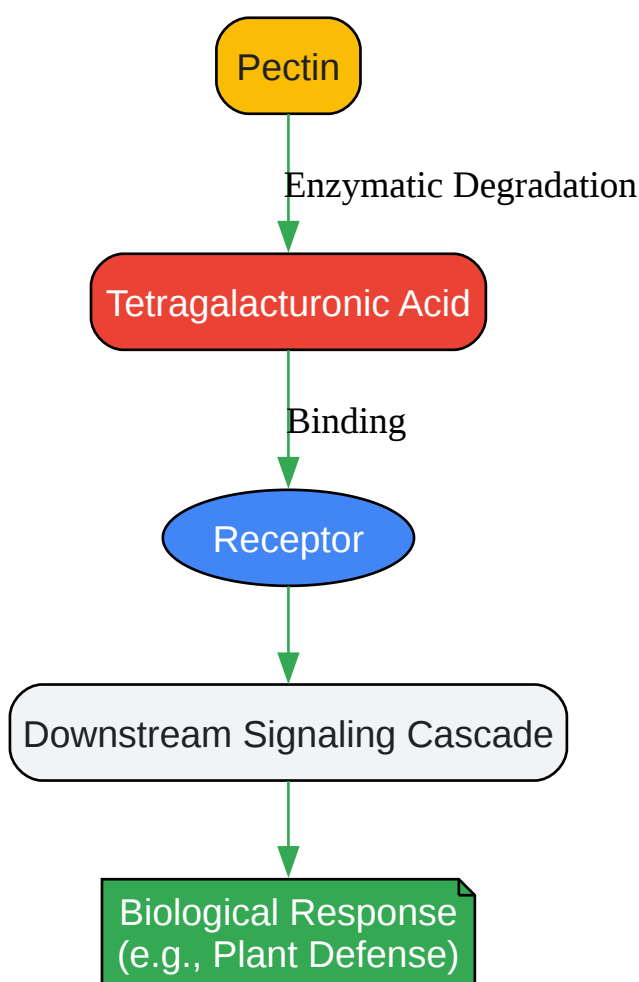 Pectin
Enzymatic Degradation
Tetragalacturonic Acid
Binding
Receptor
Downstream Signaling Cascade
Biological Response
(e.g., Plant Defense)